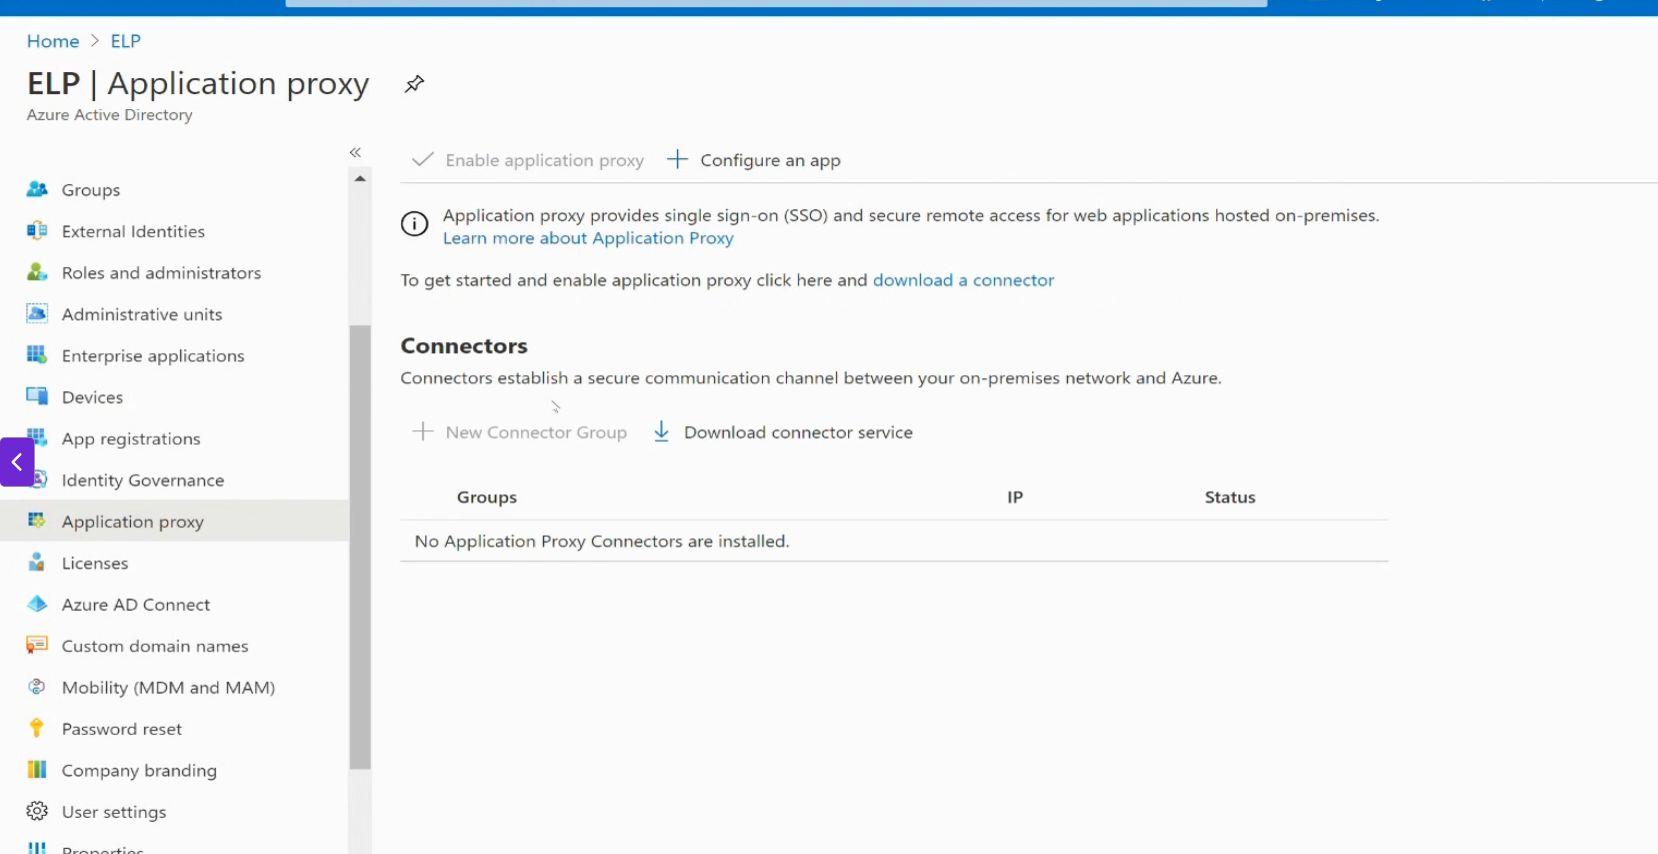 Home > ELP
ELP | Application proxy
Azure Active Directory
«
Groups
External Identities
Roles and administrators
Administrative units
Enterprise applications
Devices
App registrations
Identity Governance
Application proxy
Licenses
Azure AD Connect
Custom domain names
Mobility (MDM and MAM)
Password reset
Company branding
User settings
Properties
Enable application proxy
Configure an app
Application proxy provides single sign-on (SSO) and secure remote access for web applications hosted on-premises.
Learn more about Application Proxy
To get started and enable application proxy click here and download a connector
Connectors
Connectors establish a secure communication channel between your on-premises network and Azure.
New Connector Group
Download connector service
Groups IP Status
No Application Proxy Connectors are installed.